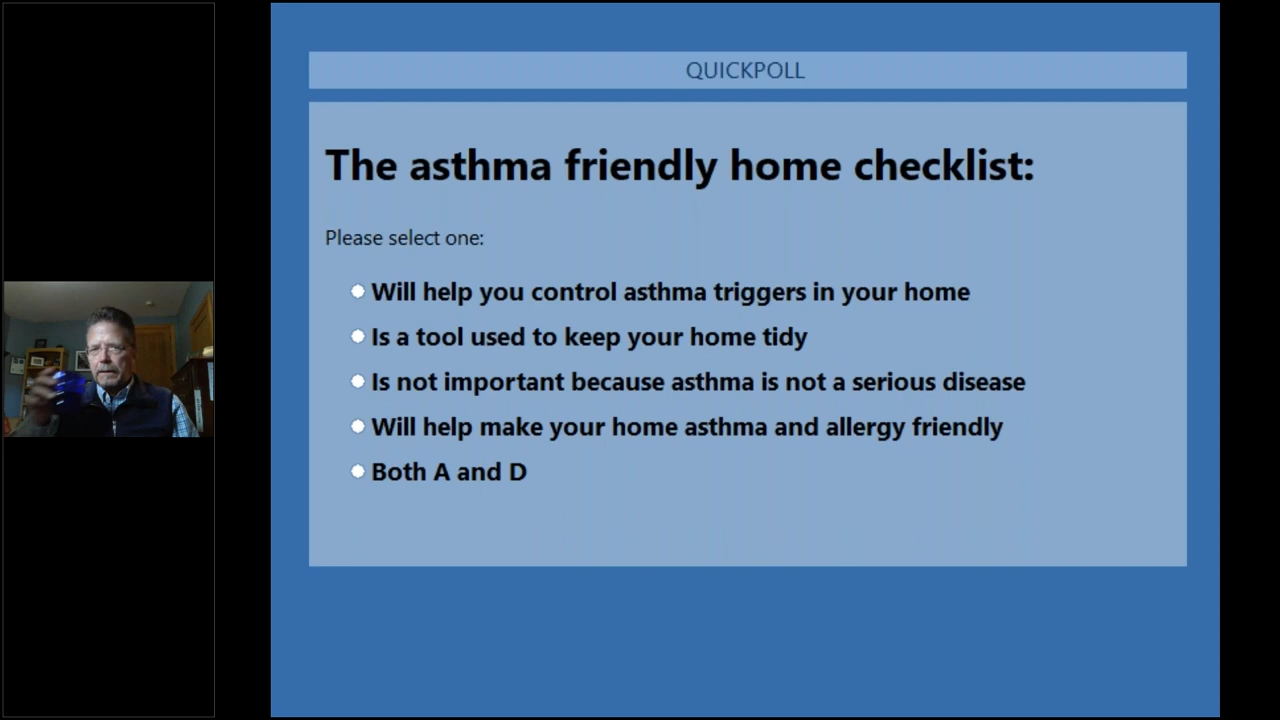 QUICKPOLL
The asthma friendly home checklist:
Please select one:
Will help you control asthma triggers in your home
Is a tool used to keep your home tidy
Is not important because asthma is not a serious disease
Will help make your home asthma and allergy friendly
Both A and D